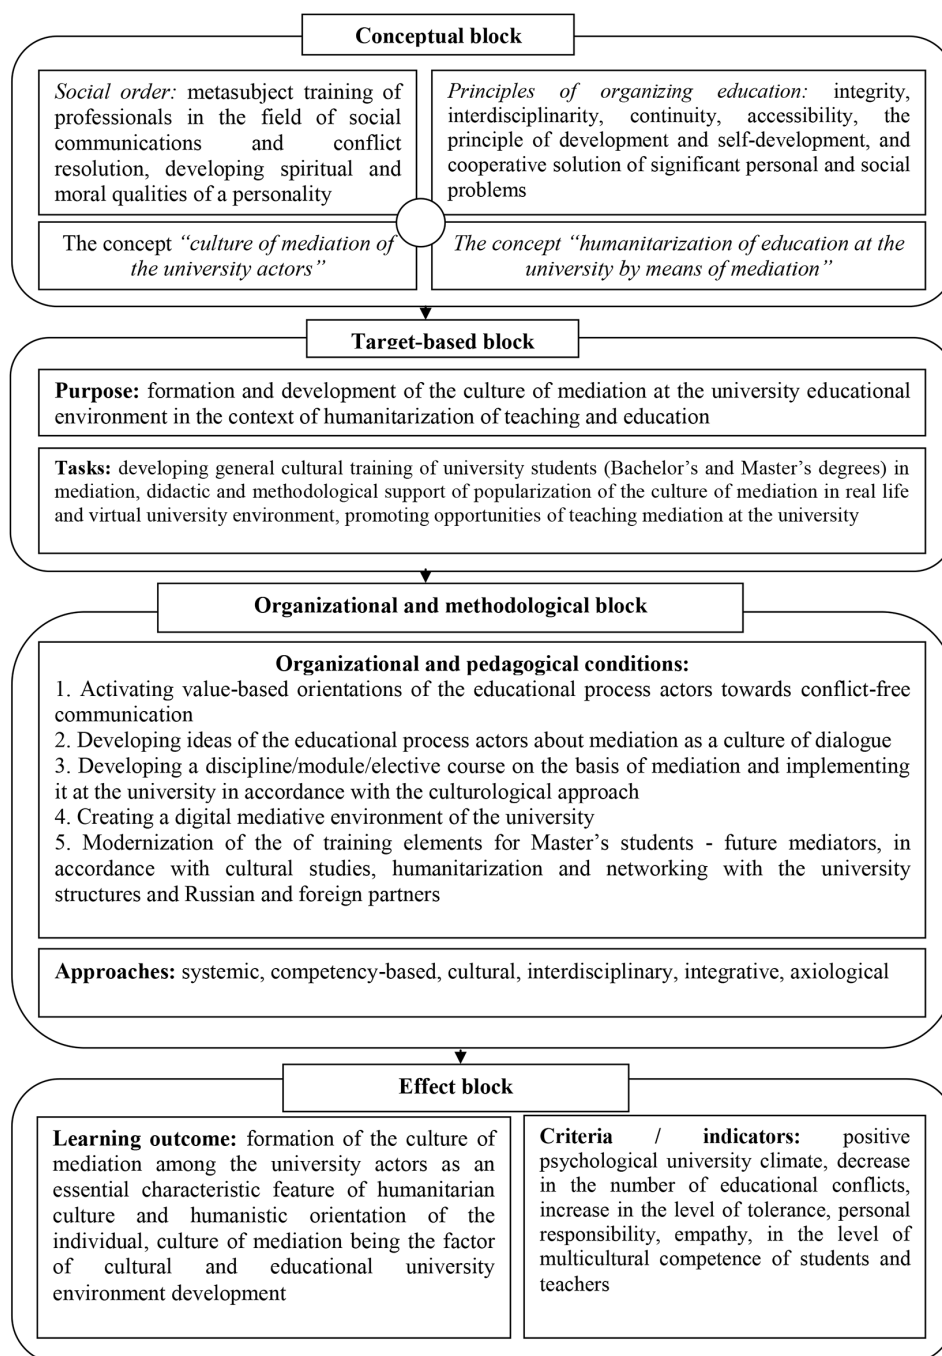 Conceptual block
Social order: metasubject training of
professionals in the field of social
communications and conflict
resolution, developing spiritual and
moral qualities of a personality
Principles of organizing education: integrity,
interdisciplinarity, continuity, accessibility, the
principle of development and self-development, and
cooperative solution of significant personal and social
problems
The concept “culture of mediation of
the university actors”
The concept “humanitarization of education at the
university by means of mediation”
Target-based block
Purpose: formation and development of the culture of mediation at the university educational
environment in the context of humanitarization of teaching and education
Tasks: developing general cultural training of university students (Bachelor’s and Master’s degrees) in
mediation, didactic and methodological support of popularization of the culture of mediation in real life
and virtual university environment, promoting opportunities of teaching mediation at the university
Organizational and methodological block
Organizational and pedagogical conditions:
1. Activating value-based orientations of the educational process actors towards conflict-free
communication
2. Developing ideas of the educational process actors about mediation as a culture of dialogue
3. Developing a discipline/module/elective course on the basis of mediation and implementing
it at the university in accordance with the culturological approach
4. Creating a digital mediative environment of the university
5. Modernization of the of training elements for Master’s students - future mediators, in
accordance with cultural studies, humanitarization and networking with the university
structures and Russian and foreign partners
Approaches: systemic, competency-based, cultural, interdisciplinary, integrative, axiological
Effect block
Learning outcome: formation of the culture of
mediation among the university actors as an
essential characteristic feature of humanitarian
culture and humanistic orientation of the
individual, culture of mediation being the factor
of cultural and educational university
environment development
Criteria / indicators: positive
psychological university climate, decrease
in the number of educational conflicts,
increase in the level of tolerance, personal
responsibility, empathy, in the level of
multicultural competence of students and
teachers